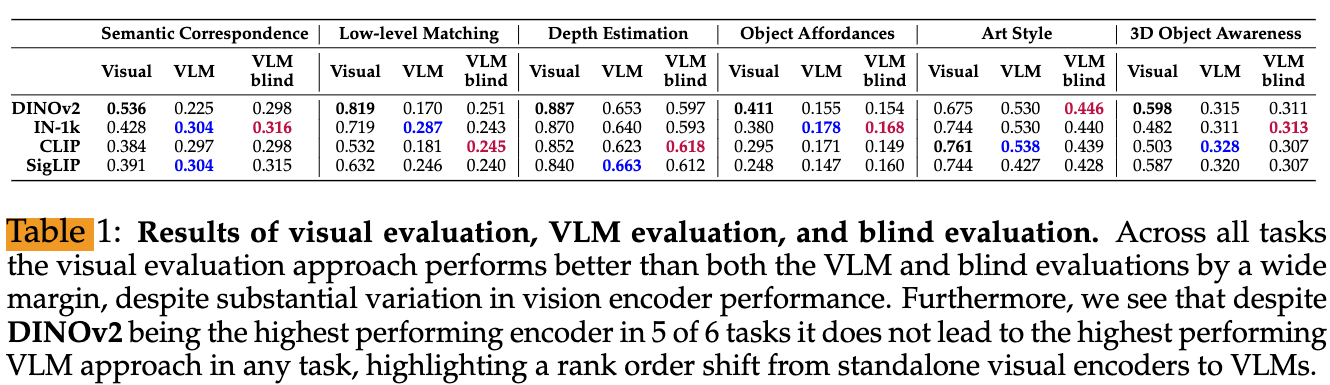 Semantic Correspondence Low-level Matching Depth Estimation Object Affordances Art Style 3D Object Awareness
Visual VLM VLM blind Visual VLM VLM blind Visual VLM VLM blind Visual VLM VLM blind Visual VLM VLM blind Visual VLM VLM blind
DINOv2 0.536 0.225 0.298 0.819 0.170 0.251 0.887 0.653 0.597 0.411 0.155 0.154 0.675 0.530 0.446 0.598 0.315 0.311
IN-1k 0.428 0.304 0.316 0.719 0.287 0.243 0.870 0.640 0.593 0.380 0.178 0.168 0.744 0.530 0.440 0.482 0.311 0.313
CLIP 0.384 0.297 0.298 0.532 0.181 0.245 0.852 0.623 0.618 0.295 0.171 0.149 0.761 0.538 0.439 0.503 0.328 0.307
SigLIP 0.391 0.304 0.315 0.632 0.246 0.240 0.840 0.663 0.612 0.248 0.147 0.160 0.744 0.427 0.428 0.587 0.320 0.307
Table 1: Results of visual evaluation, VLM evaluation, and blind evaluation. Across all tasks
the visual evaluation approach performs better than both the VLM and blind evaluations by a wide
margin, despite substantial variation in vision encoder performance. Furthermore, we see that despite
DINOv2 being the highest performing encoder in 5 of 6 tasks it does not lead to the highest performing
VLM approach in any task, highlighting a rank order shift from standalone visual encoders to VLMs.